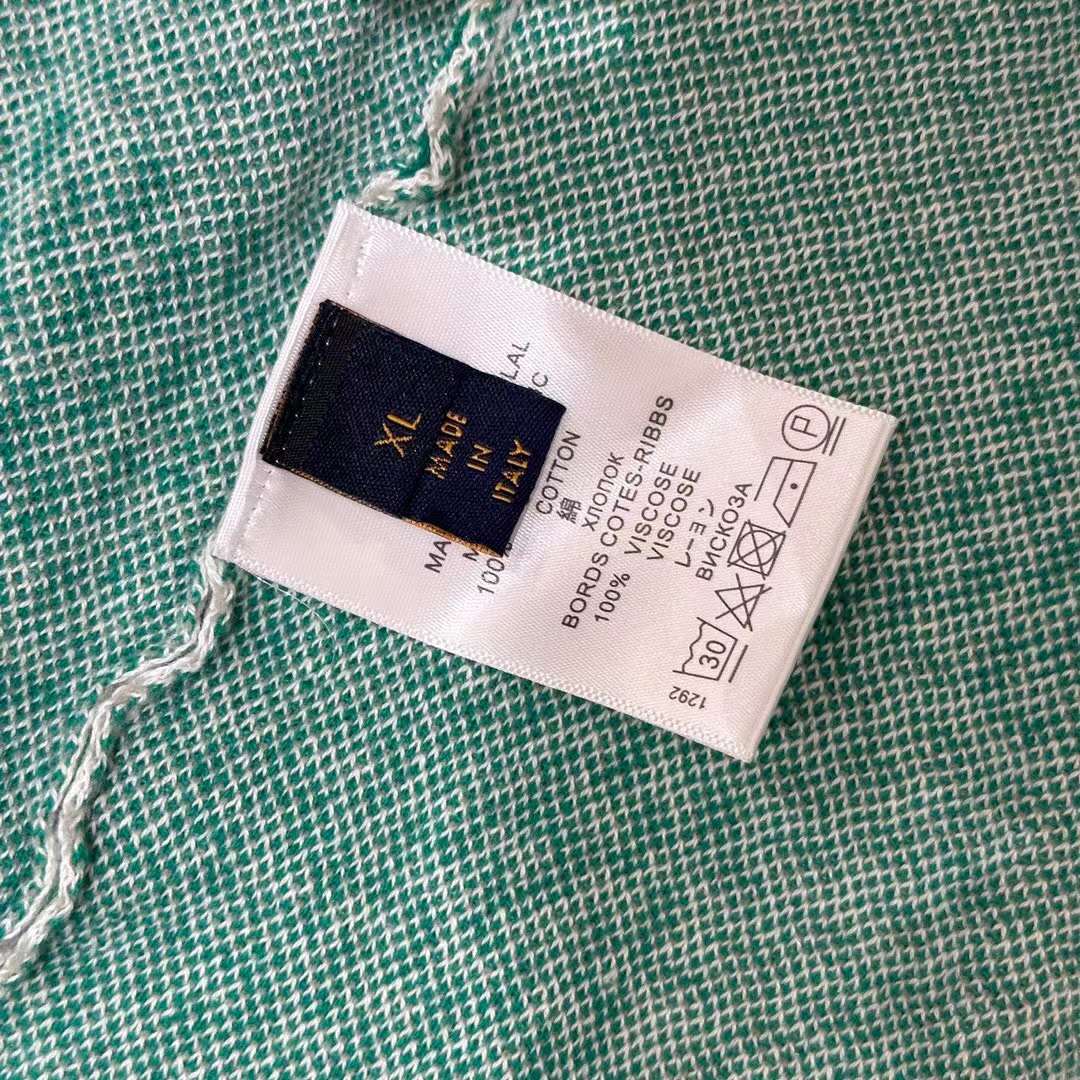 XL
MADE
IN
ITALY
100%
COTTON
綿
ХЛОПОК
BORDS COTES-RIBBS
100% VISCOSE
VISCOSE
レーヨン
ВИСКОЗА
30
P
1292